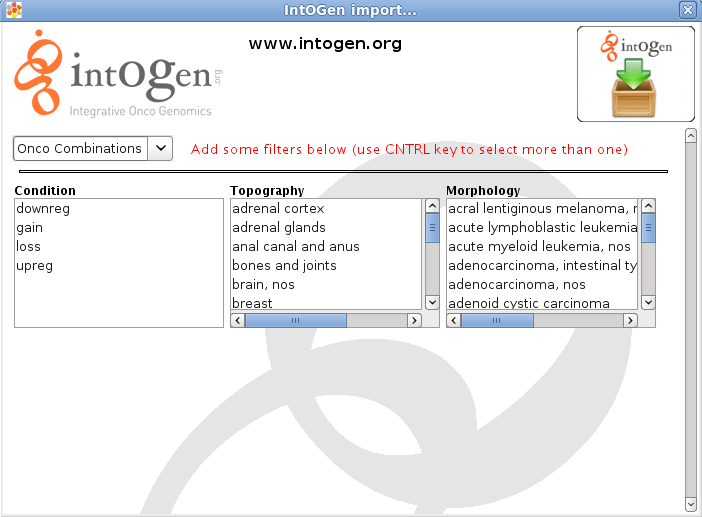 IntOGen import...
www.intogen.org
intOGen.org
Integrative Onco Genomics
intOGen
Onco Combinations
Add some filters below (use CNTRL key to select more than one)
Condition
downreg
gain
loss
upreg
Topography
adrenal cortex
adrenal glands
anal canal and anus
bones and joints
brain, nos
breast
Morphology
acral lentiginous melanoma,
acute lymphoblastic leukemia
acute myeloid leukemia, nos
adenocarcinoma, intestinal ty
adenocarcinoma, nos
adenoid cystic carcinoma